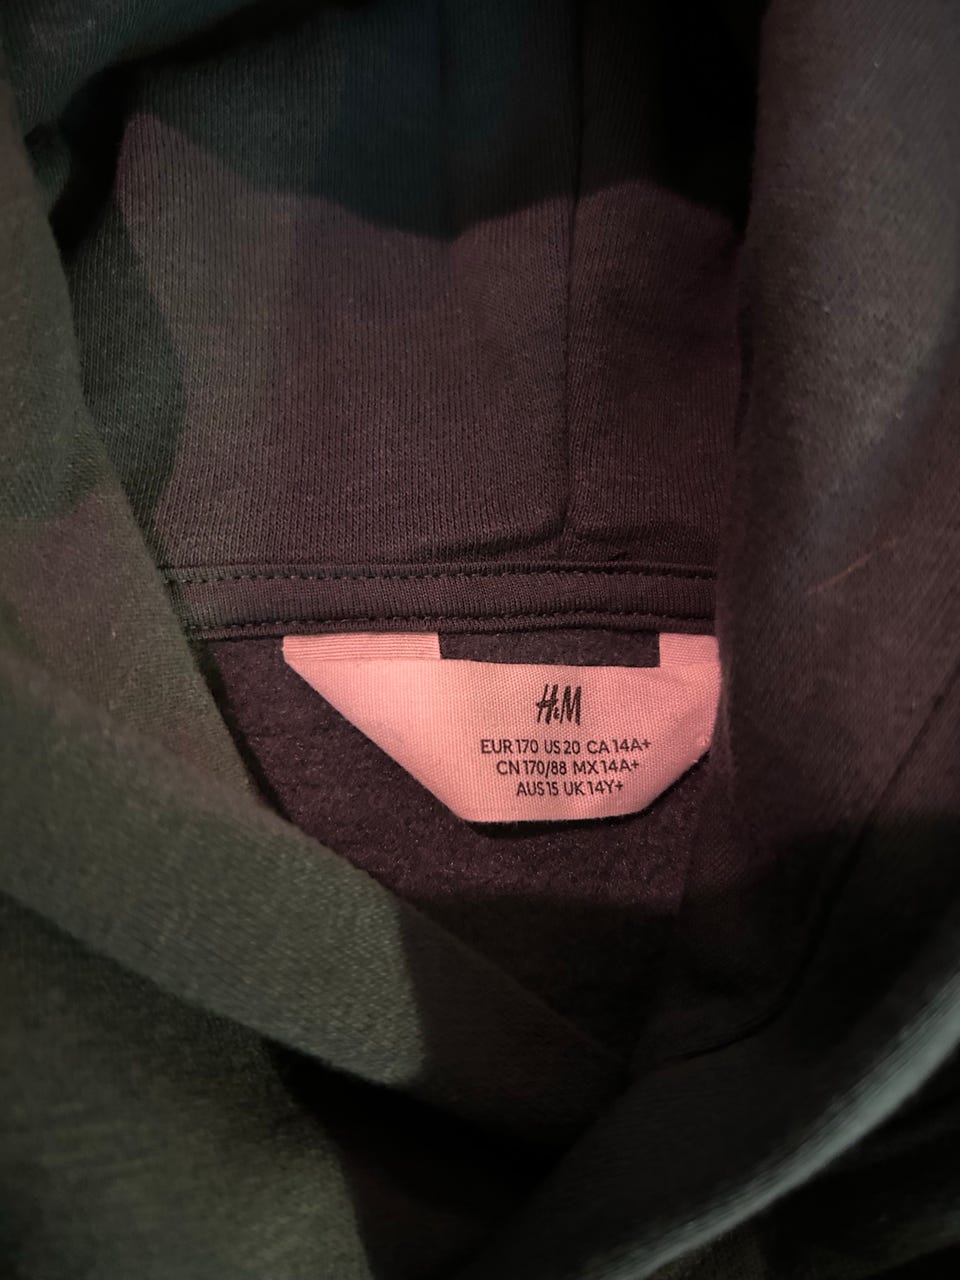 H&M
EUR 170 US 20 CA 14A+
CN 170/88 MX 14A+
AUS 15 UK 14Y+